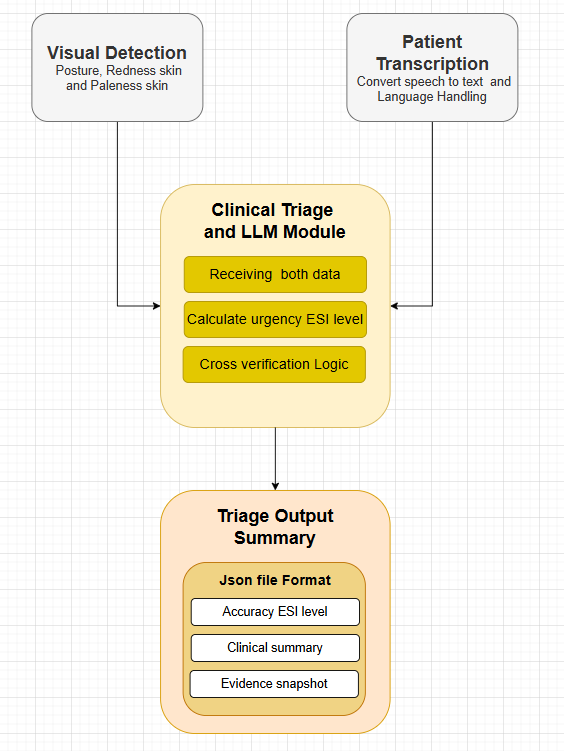 Visual Detection
Posture, Redness skin
and Paleness skin
Patient
Transcription
Convert speech to text and
Language Handling
Clinical Triage
and LLM Module
Receiving both data
Calculate urgency ESI level
Cross verification Logic
Triage Output
Summary
Json file Format
Accuracy ESI level
Clinical summary
Evidence snapshot